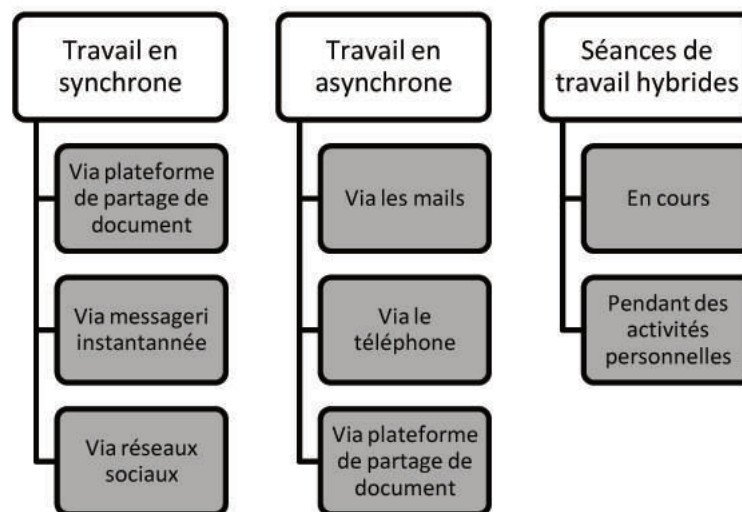 Travail en
synchrone
Via plateforme
de partage de
document
Via messageri
instantannée
Via réseaux
sociaux
Travail en
asynchrone
Via les mails
Via le
téléphone
Via plateforme
de partage de
document
Séances de
travail hybrides
En cours
Pendant des
activités
personnelles